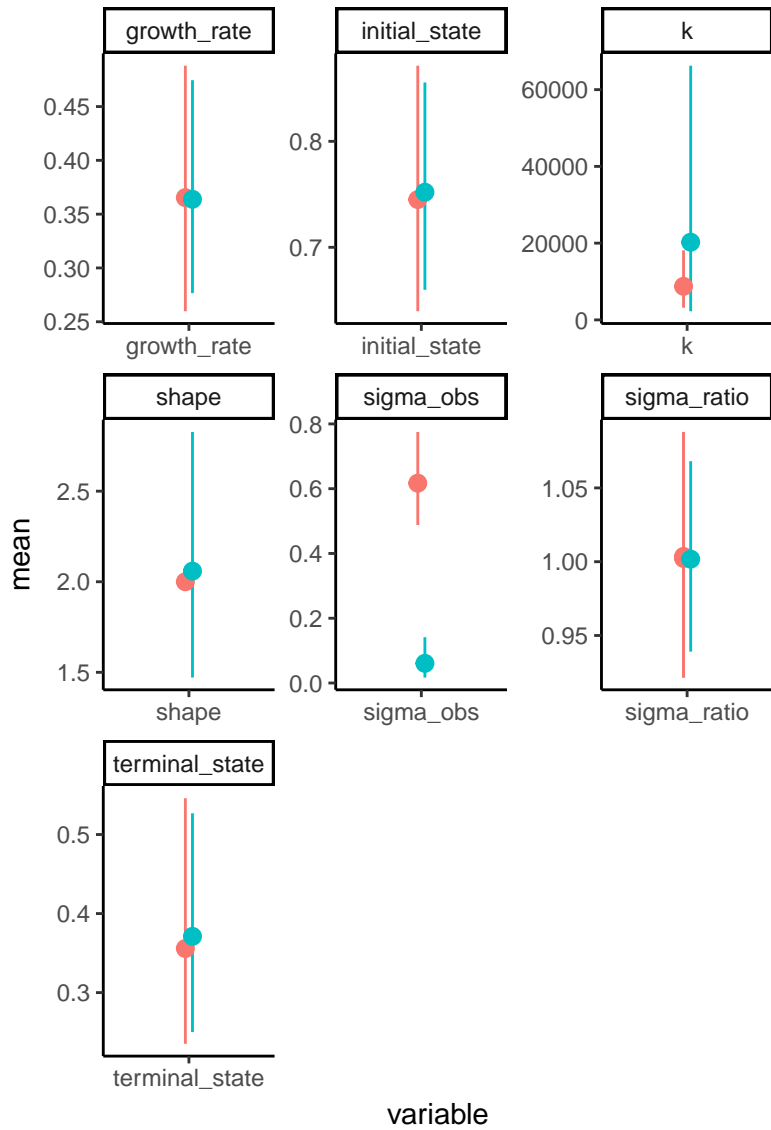 growth_rate
initial_state
k
0.45
0.40
0.35
0.30
0.25
0.8
0.7
60000
40000
20000
0
growth_rate
initial_state
k
shape
sigma_obs
sigma_ratio
2.5
2.0
1.5
0.8
0.6
0.4
0.2
0.0
1.05
1.00
0.95
shape
sigma_obs
sigma_ratio
mean
terminal_state
0.5
0.4
0.3
terminal_state
variable